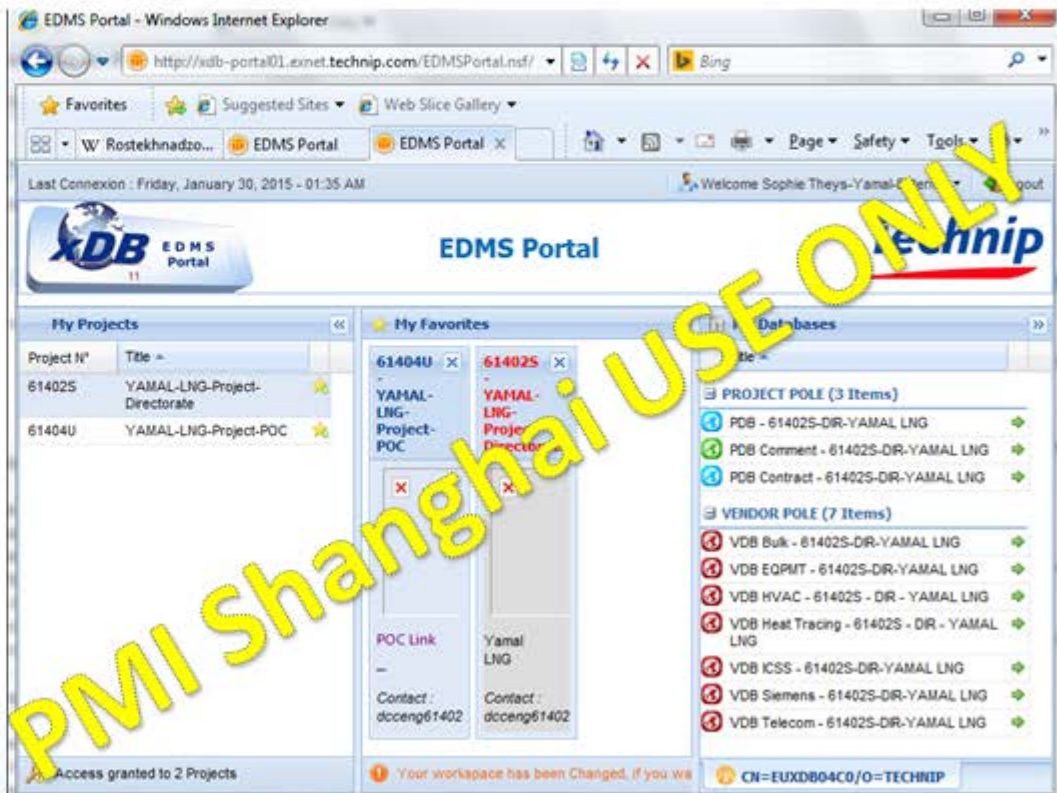 EDMS Portal - Windows Internet Explorer
http://xdb-portal01.exnet.technip.com/EDMSPortal.nsf/
Bing
Favorites
Suggested Sites
Web Slice Gallery
W Rostekhnadzo...
EDMS Portal
EDMS Portal
Page
Safety
Tools
Last Connexion : Friday, January 30, 2015 - 01:35 AM
Welcome Sophie Theys-Yamal-
xDB EDMS Portal
11
EDMS Portal
Technip
My Projects
Project N° Title
61402S YAMAL-LNG-Project-
Directorate
61404U YAMAL-LNG-Project-POC
Access granted to 2 Projects
My Favorites
61404U
-
YAMAL-
LNG-
Project-
POC
POC Link
_
Contact :
dcceng61402
61402S
-
YAMAL-
LNG-
Yamal
LNG
Contact :
dcceng61402
Your workapace has been Changed, if you wa
Databases
PROJECT POLE (3 Items)
PDB - 61402S-DIR-YAMAL LNG
PDB Comment - 61402S-DIR-YAMAL LNG
PDB Contract - 61402S-DIR-YAMAL LNG
VENDOR POLE (7 Items)
VDB Bulk - 61402S-DIR-YAMAL LNG
VDB EQPMT - 61402S-DIR-YAMAL LNG
VDB HVAC - 61402S - DIR - YAMAL LNG
VDB Heat Tracing - 61402S - DIR - YAMAL
LNG
VDB ICSS - 61402S-DIR-YAMAL LNG
VDB Siemens - 61402S-DIR-YAMAL LNG
VDB Telecom - 61402S-DIR-YAMAL LNG
CN=EUXDB04C0/O=TECHNIP
PMI Shanghai USE ONLY